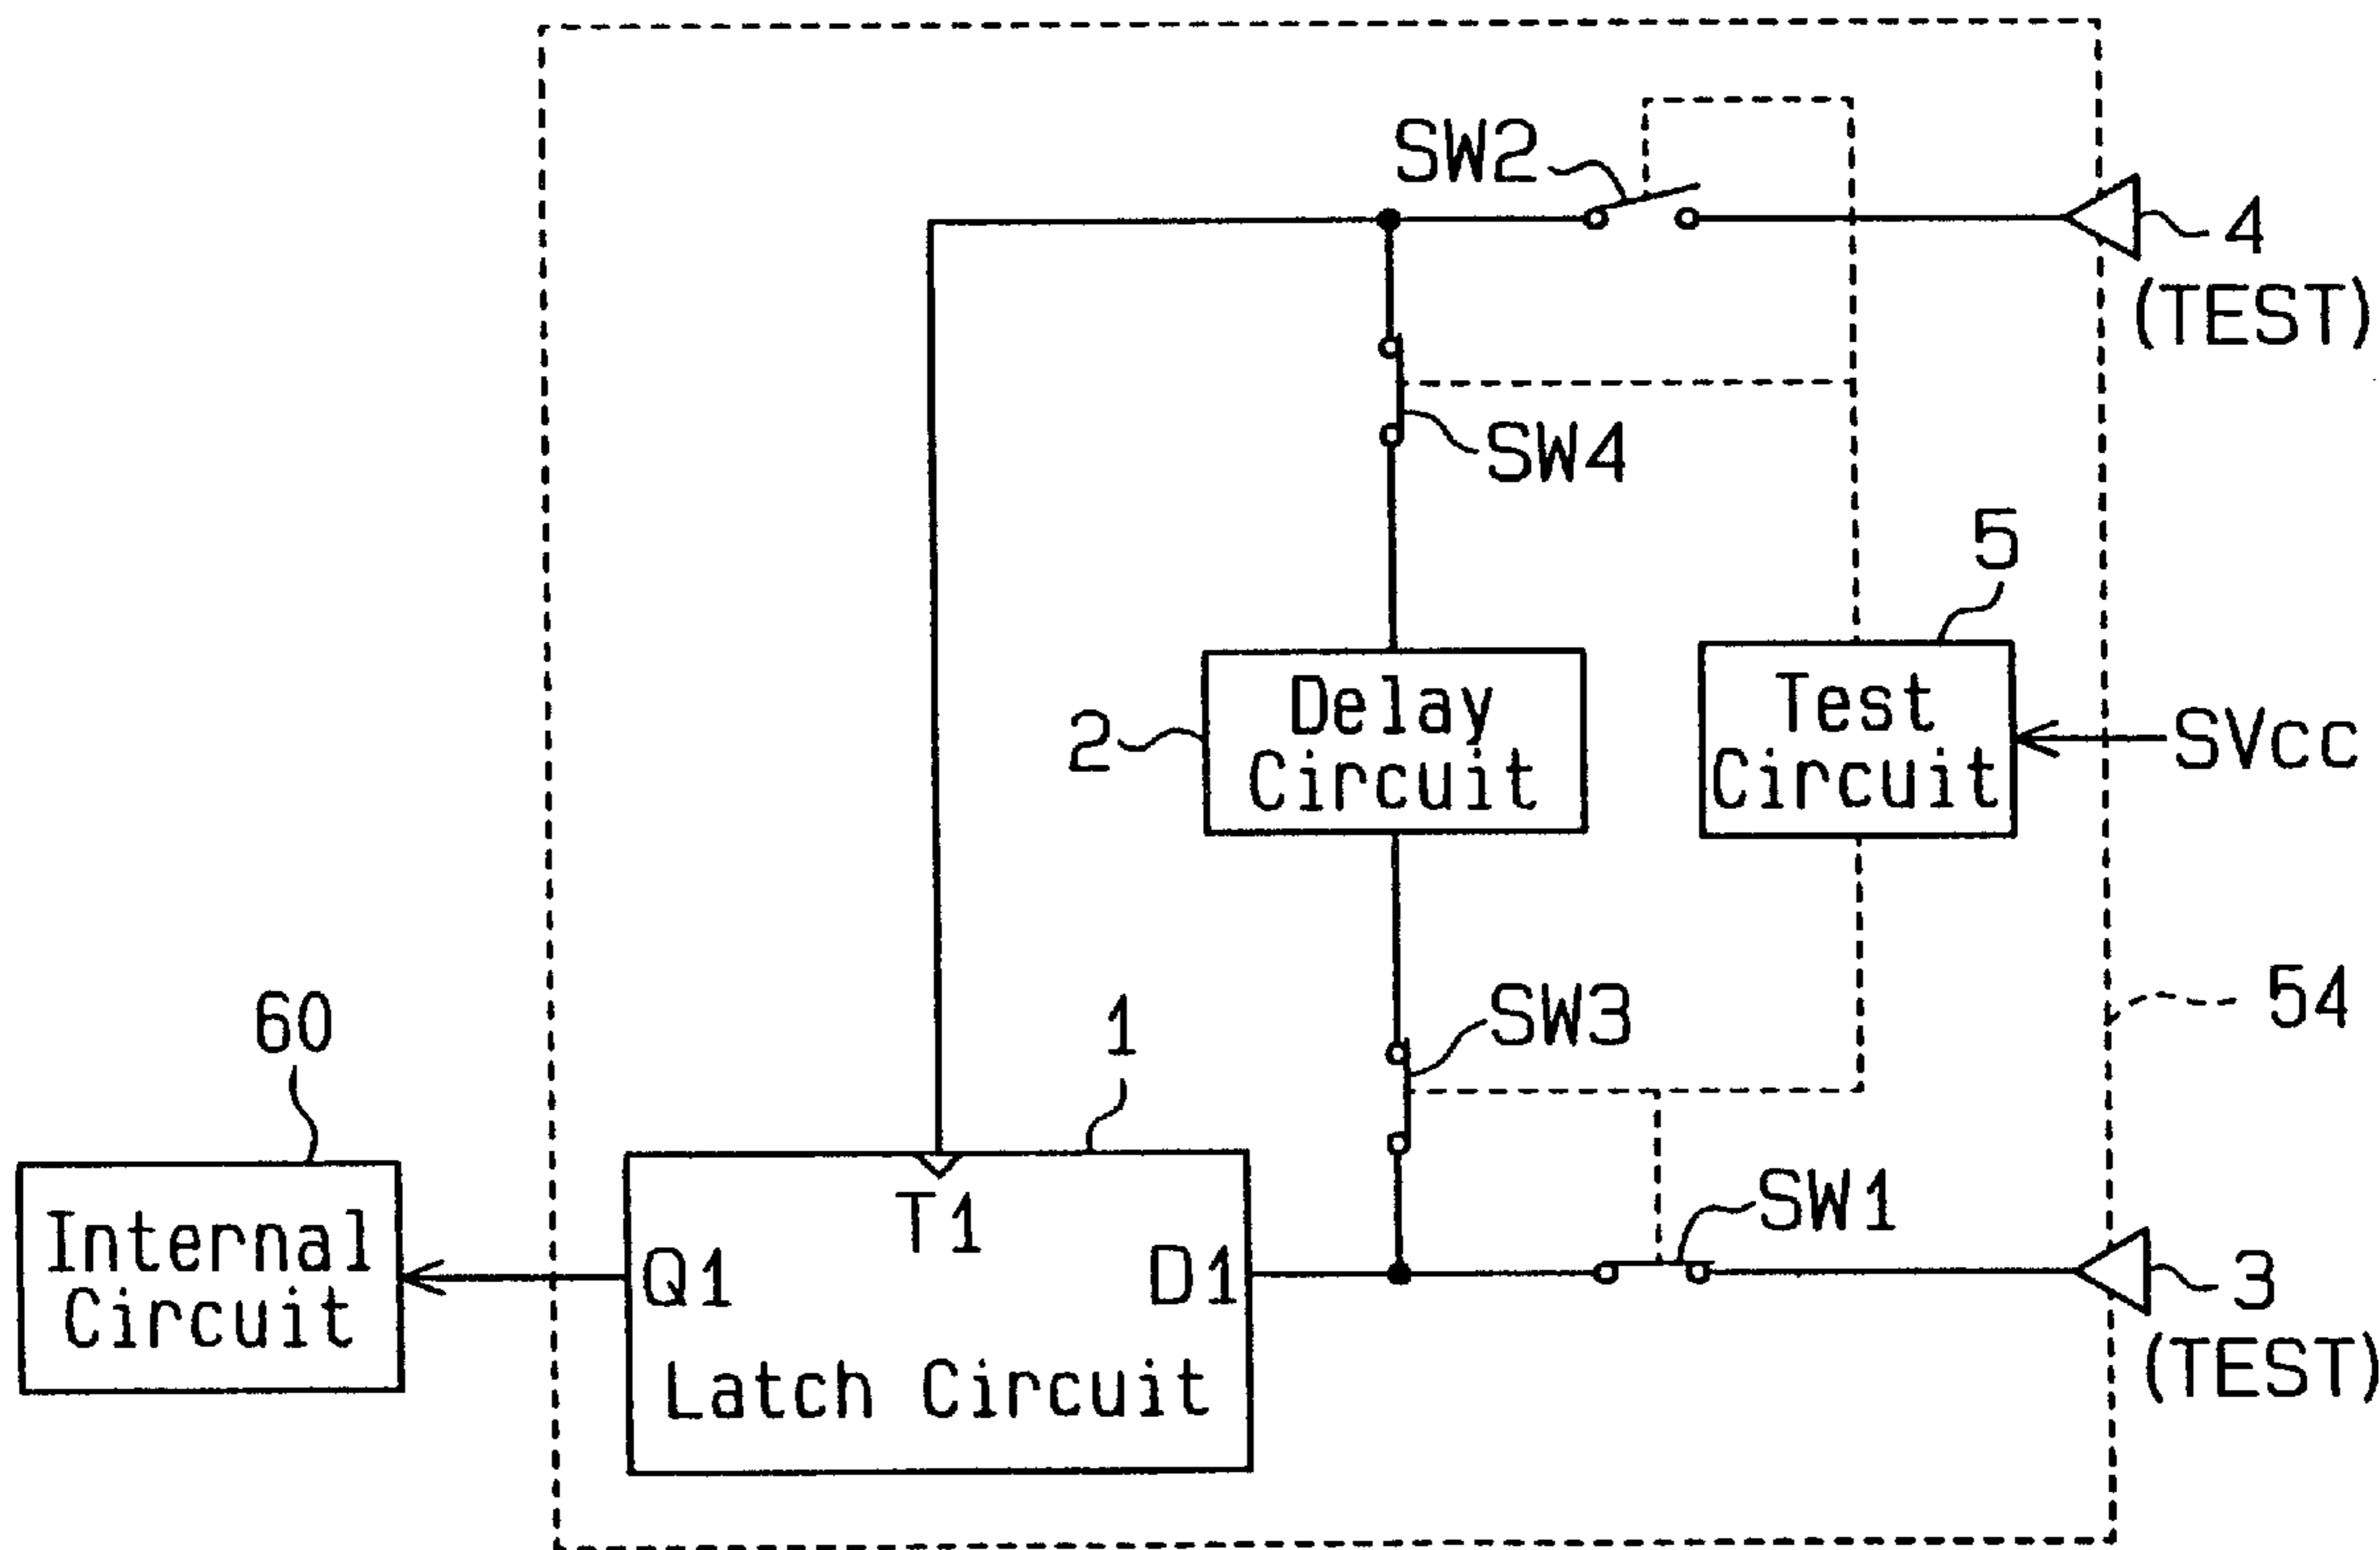 SW2
4
(TEST)
SW4
5
2
Delay
Circuit
Test
Circuit
SVcc
54
60
1
SW3
SW1
T1
Q1
D1
Latch Circuit
Internal
Circuit
3
(TEST)